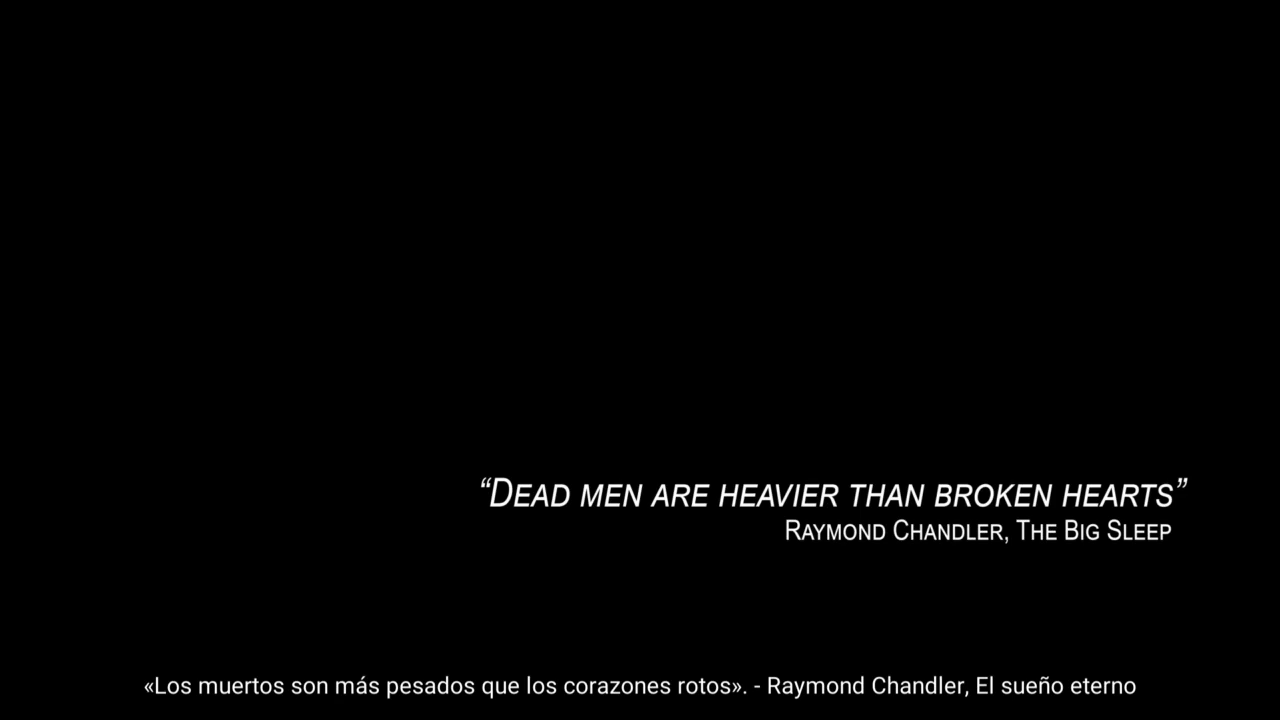 “DEAD MEN ARE HEAVIER THAN BROKEN HEARTS”
RAYMOND CHANDLER, THE BIG SLEEP
«Los muertos son más pesados que los corazones rotos». - Raymond Chandler, El sueño eterno